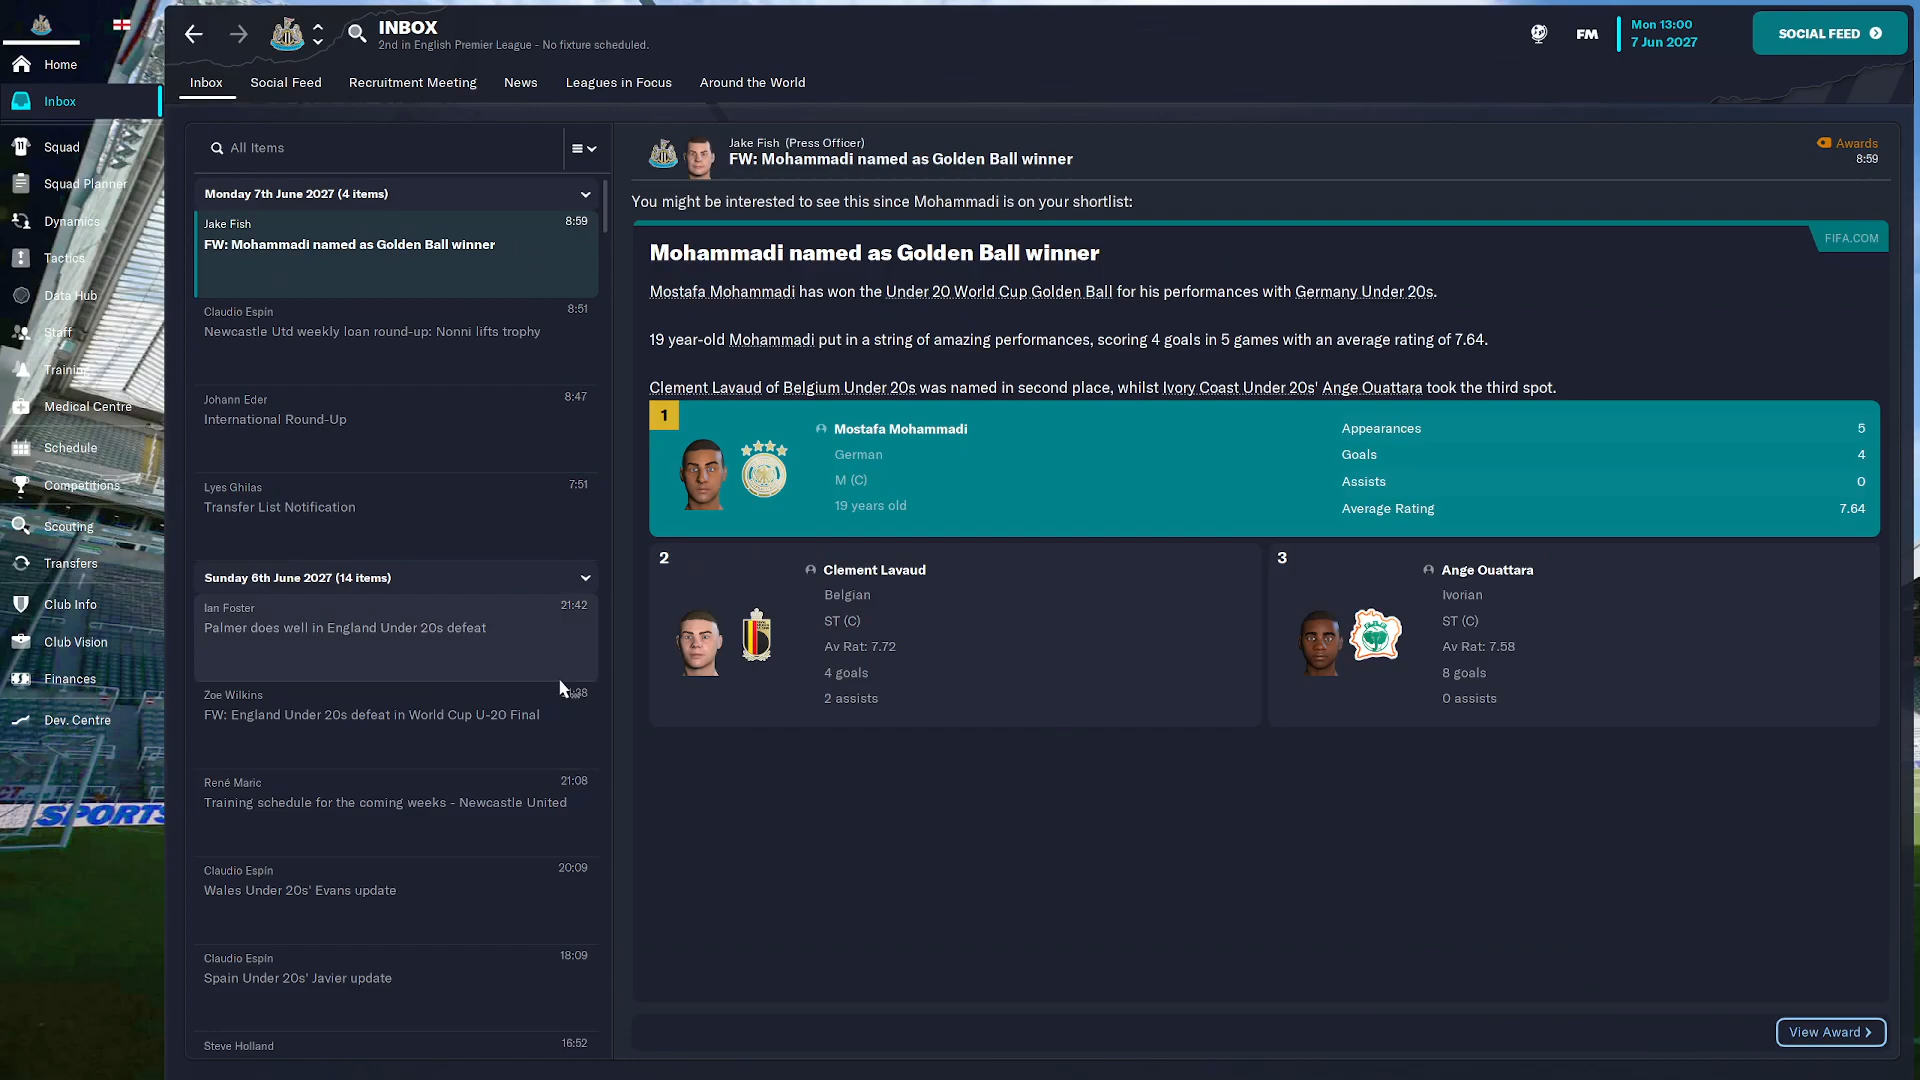 INBOX
2nd in English Premier League - No fixture scheduled.
FM
Mon 13:00
7 Jun 2027
SOCIAL FEED
Home
Inbox
Squad
Squad Planner
Dynamics
Tactics
Data Hub
Staff
Training
Medical Centre
Schedule
Competitions
Scouting
Transfers
Club Info
Club Vision
Finances
Dev. Centre
SPORTS
Inbox
Social Feed
Recruitment Meeting
News
Leagues in Focus
Around the World
All Items
Monday 7th June 2027 (4 items)
Jake Fish
8:59
FW: Mohammadi named as Golden Ball winner
Claudio Espín
8:51
Newcastle Utd weekly loan round-up: Nonni lifts trophy
Johann Eder
8:47
International Round-Up
Lyes Ghilas
7:51
Transfer List Notification
Sunday 6th June 2027 (14 items)
Ian Foster
21:42
Palmer does well in England Under 20s defeat
Zoe Wilkins
FW: England Under 20s defeat in World Cup U-20 Final
René Maric
21:08
Training schedule for the coming weeks - Newcastle United
Claudio Espín
20:09
Wales Under 20s' Evans update
Claudio Espín
18:09
Spain Under 20s' Javier update
Steve Holland
16:52
Jake Fish (Press Officer)
FW: Mohammadi named as Golden Ball winner
Awards
8:59
You might be interested to see this since Mohammadi is on your shortlist:
FIFA.COM
Mohammadi named as Golden Ball winner
Mostafa Mohammadi has won the Under 20 World Cup Golden Ball for his performances with Germany Under 20s.
19 year-old Mohammadi put in a string of amazing performances, scoring 4 goals in 5 games with an average rating of 7.64.
Clement Lavaud of Belgium Under 20s was named in second place, whilst Ivory Coast Under 20s' Ange Ouattara took the third spot.
1
Mostafa Mohammadi
German
M (C)
19 years old
Appearances 5
Goals 4
Assists 0
Average Rating 7.64
2
Clement Lavaud
Belgian
ST (C)
Av Rat: 7.72
4 goals
2 assists
3
Ange Ouattara
Ivorian
ST (C)
Av Rat: 7.58
8 goals
0 assists
View Award